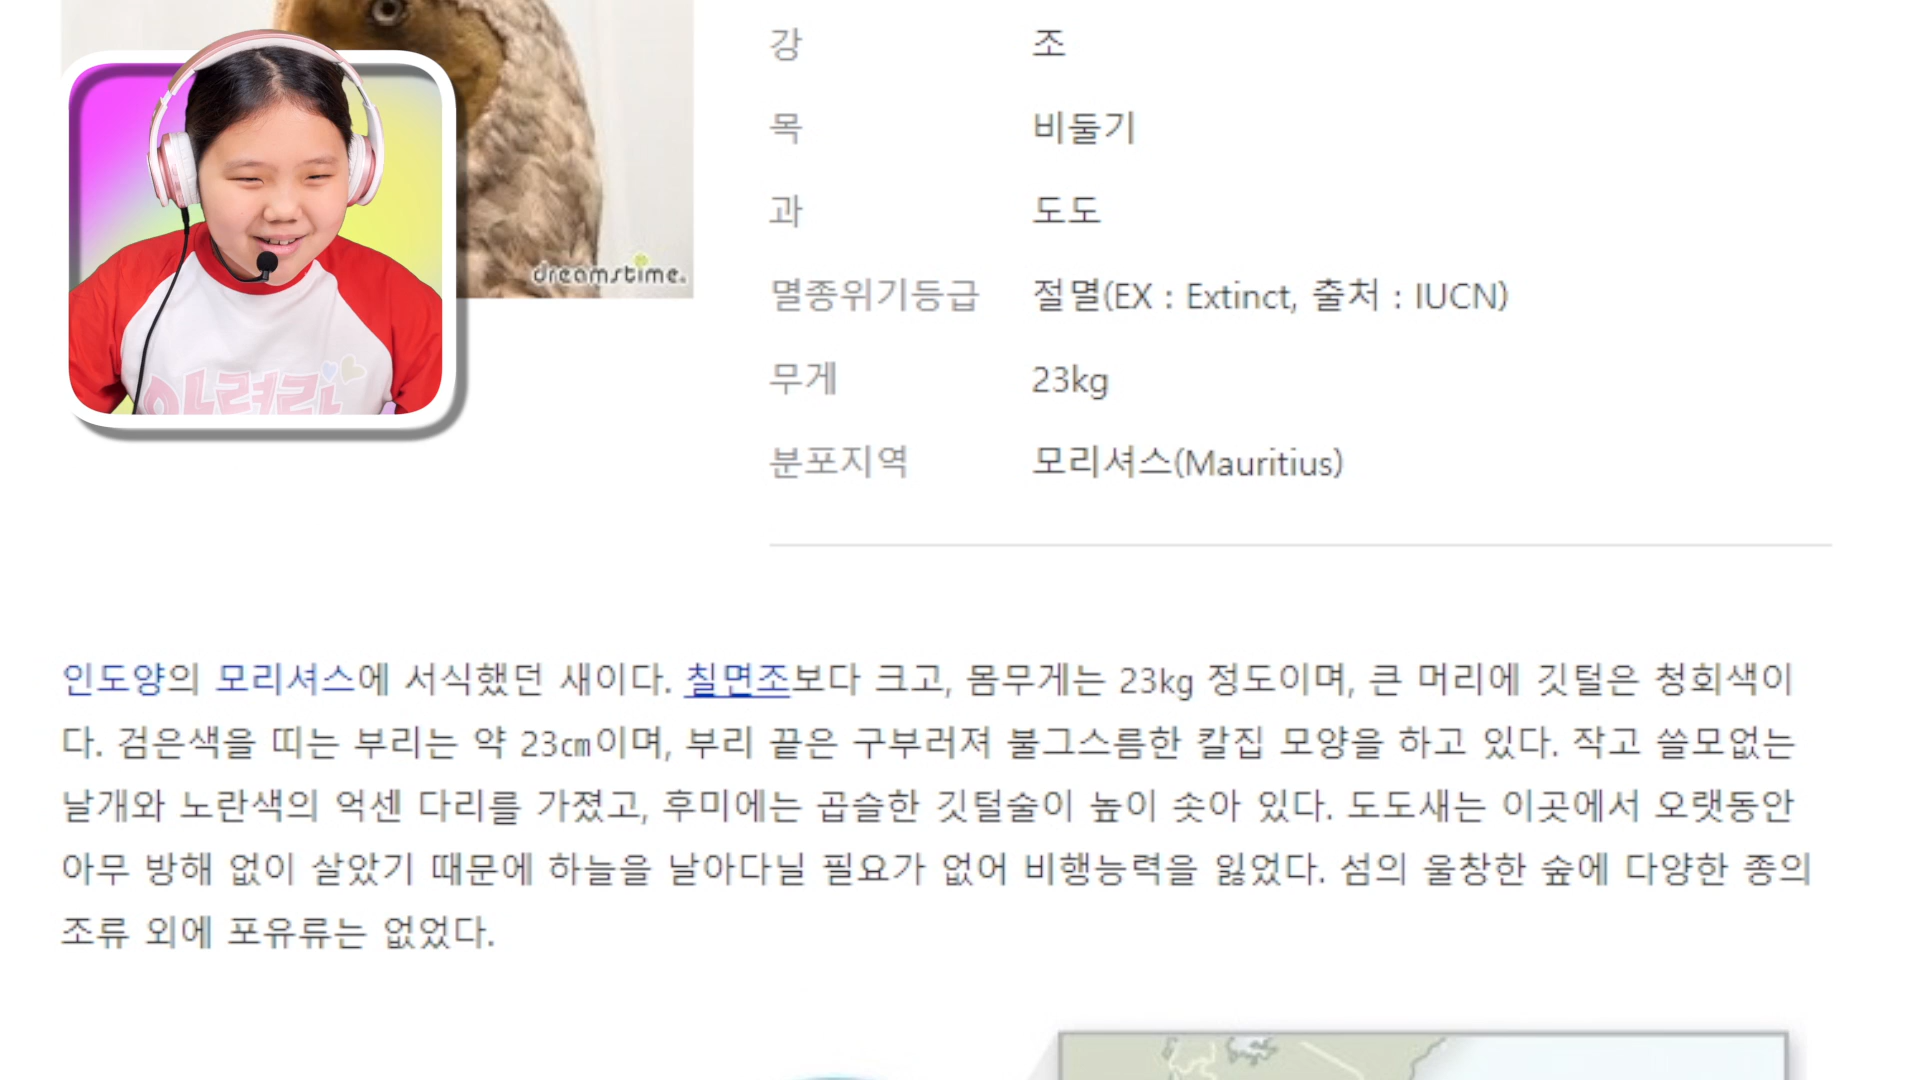 강 조
목 비둘기
과 도도
멸종위기등급 절멸(EX : Extinct, 출처 : IUCN)
무게 23kg
분포지역 모리셔스(Mauritius)
dreamstime.
인도양의 모리셔스에 서식했던 새이다. 칠면조보다 크고, 몸무게는 23kg 정도이며, 큰 머리에 깃털은 청회색이
다. 검은색을 띠는 부리는 약 23㎝이며, 부리 끝은 구부러져 불그스름한 칼집 모양을 하고 있다. 작고 쓸모없는
날개와 노란색의 억센 다리를 가졌고, 후미에는 곱슬한 깃털술이 높이 솟아 있다. 도도새는 이곳에서 오랫동안
아무 방해 없이 살았기 때문에 하늘을 날아다닐 필요가 없어 비행능력을 잃었다. 섬의 울창한 숲에 다양한 종의
조류 외에 포유류는 없었다.